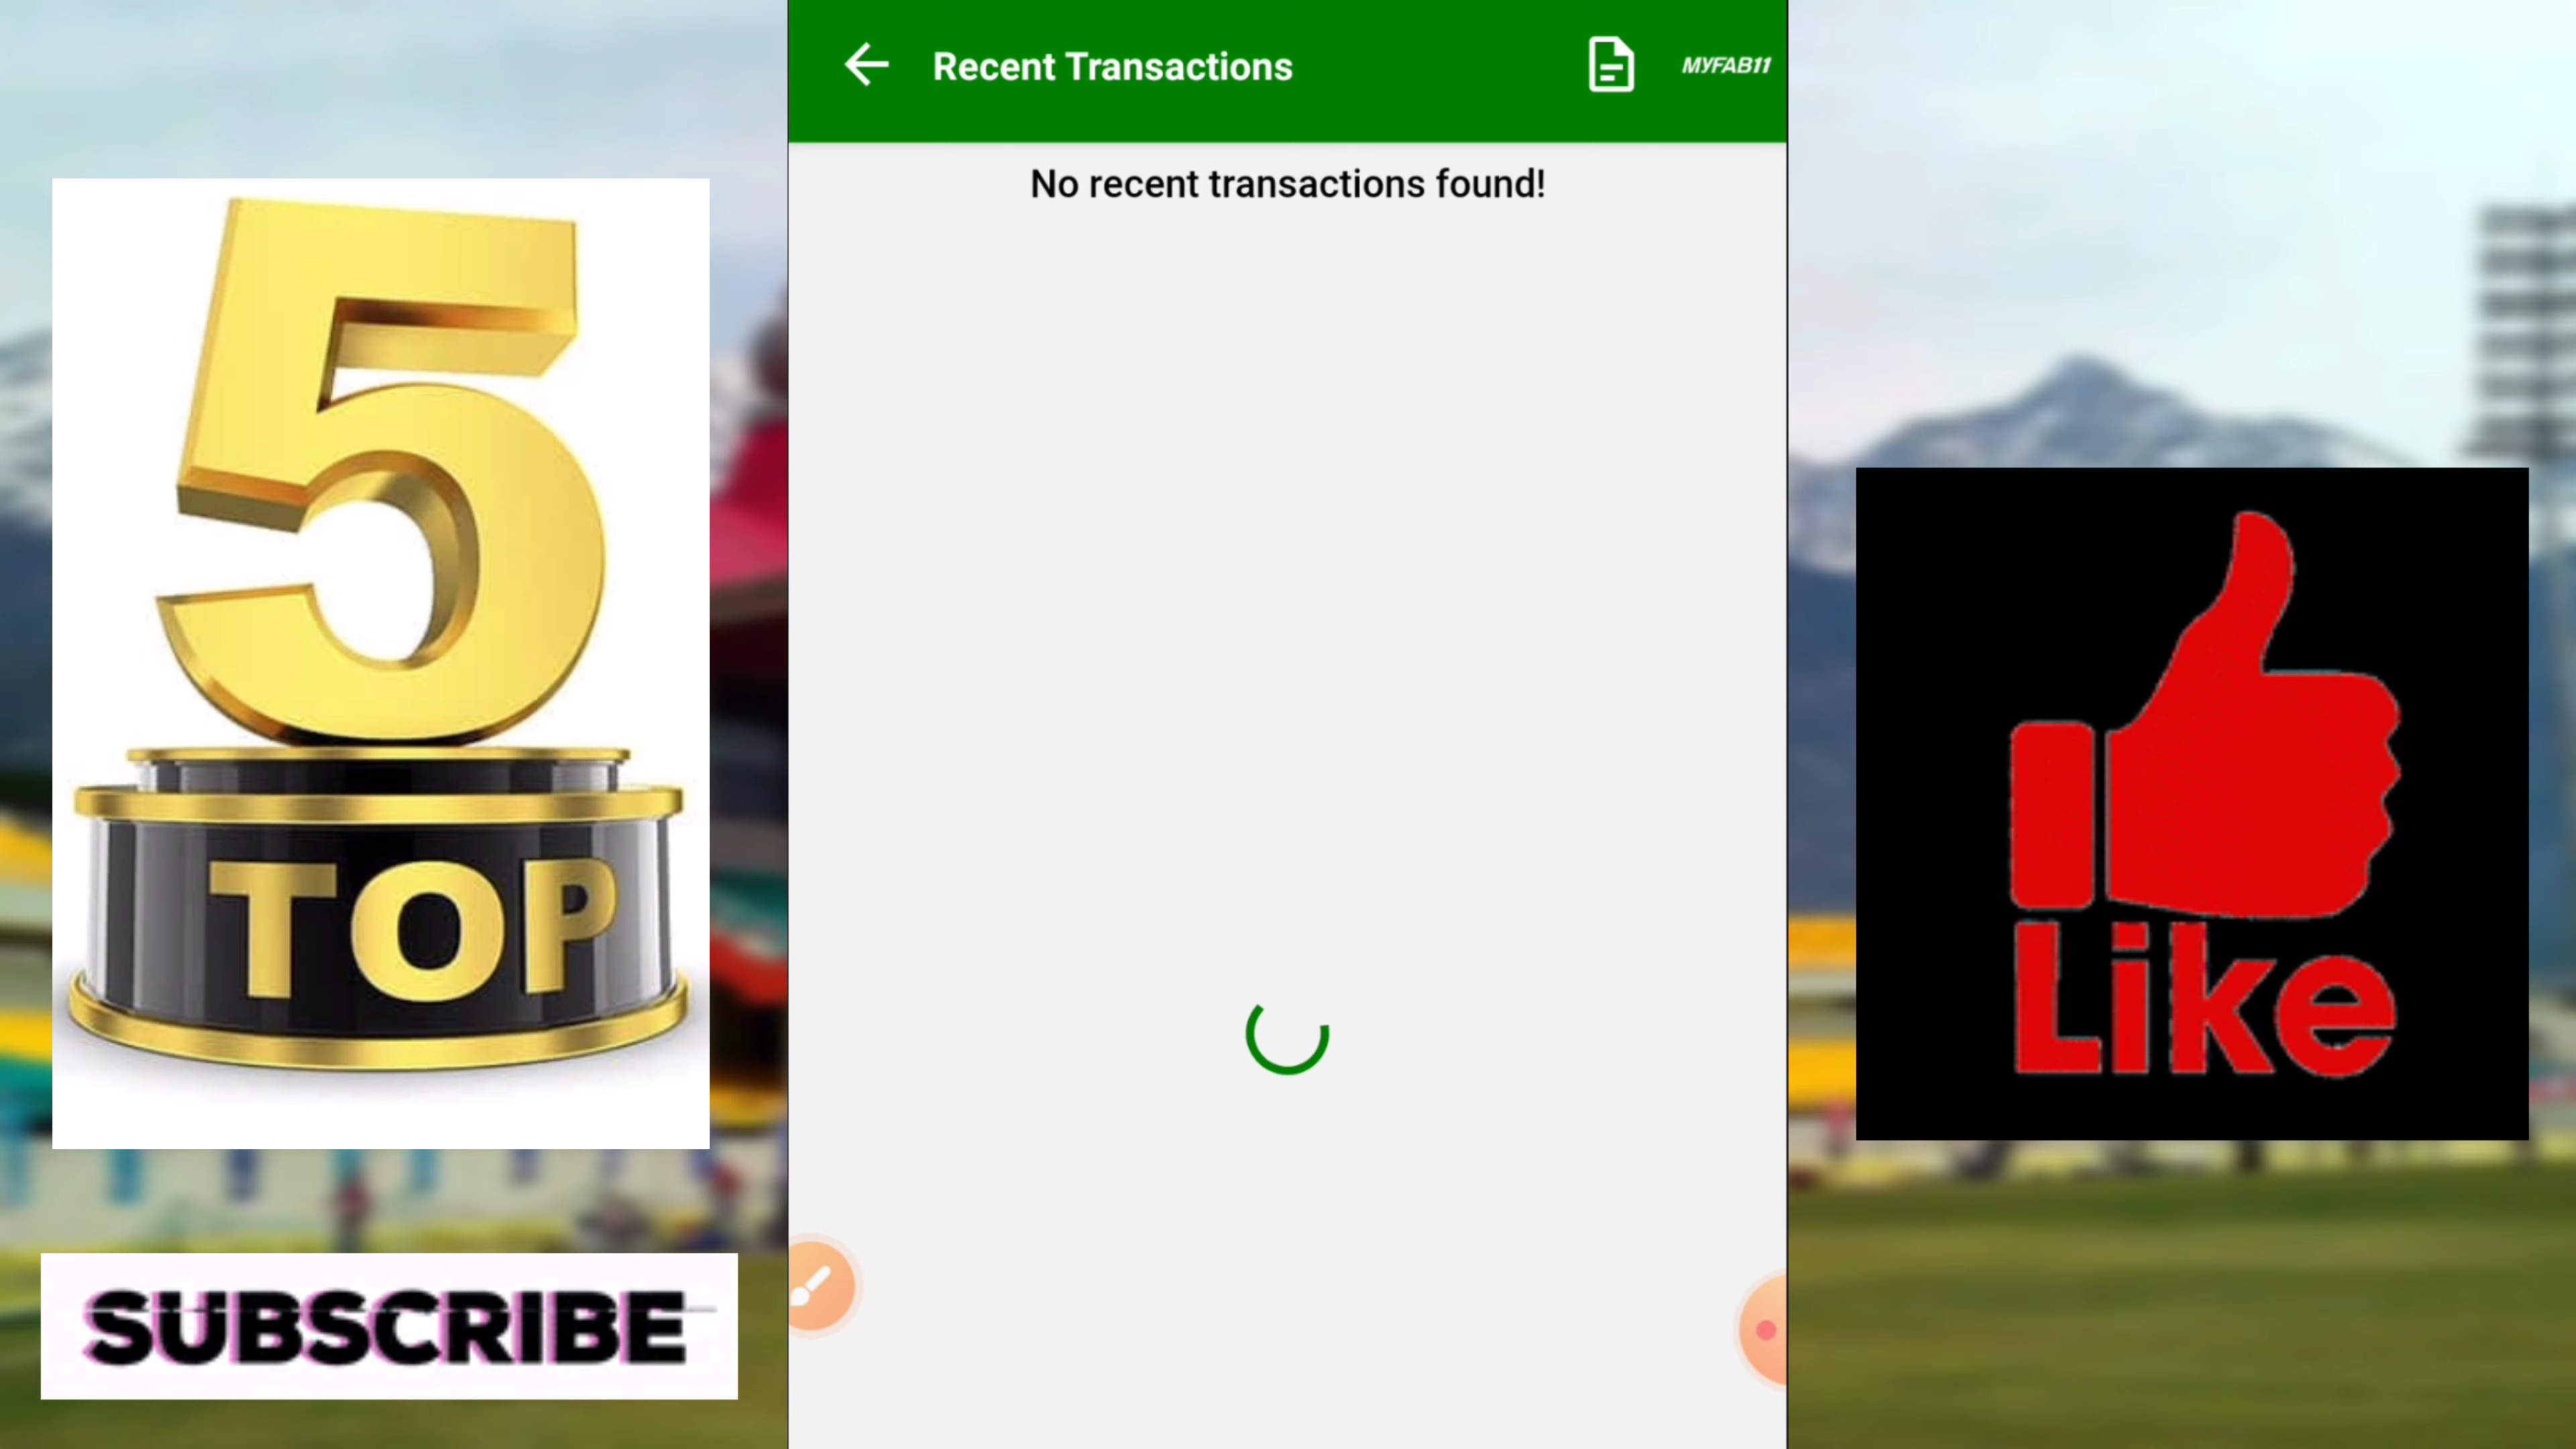 Recent Transactions
MYFAB11
No recent transactions found!
5
TOP
SUBSCRIBE
Like